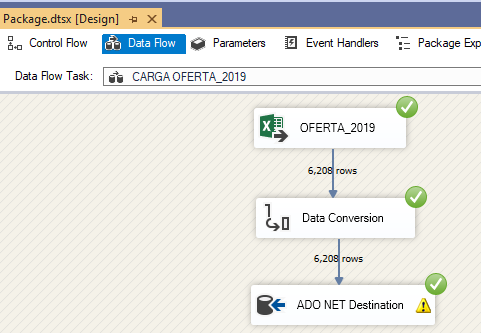 Package.dtsx [Design]
Control Flow Data Flow Parameters Event Handlers Package Exp
Data Flow Task: CARGA OFERTA_2019
OFERTA_2019
6,208 rows
Data Conversion
6,208 rows
ADO NET Destination